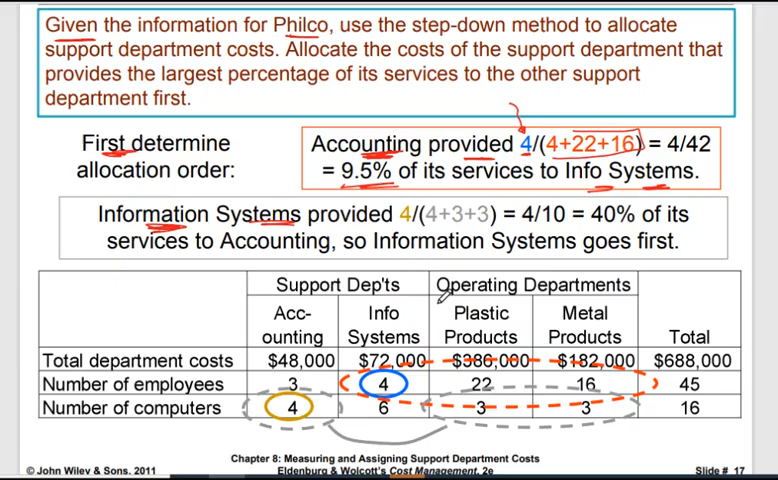 Given the information for Philco, use the step-down method to allocate
support department costs. Allocate the costs of the support department that
provides the largest percentage of its services to the other support
department first.
First determine
allocation order:
Accounting provided 4/(4+22+16) = 4/42
= 9.5% of its services to Info Systems.
Information Systems provided 4/(4+3+3) = 4/10 = 40% of its
services to Accounting, so Information Systems goes first.
Support Dep'ts Operating Departments
Acc- Info Plastic Metal
ounting Systems Products Products Total
Total department costs $48,000 $72,000 $386,000 $182,000 $688,000
Number of employees 3 4 22 16 45
Number of computers 4 6 3 3 16
Chapter 8: Measuring and Assigning Support Department Costs
© John Wiley & Sons, 2011 Eldenburg & Wolcott's Cost Management, 2e Slide # 17